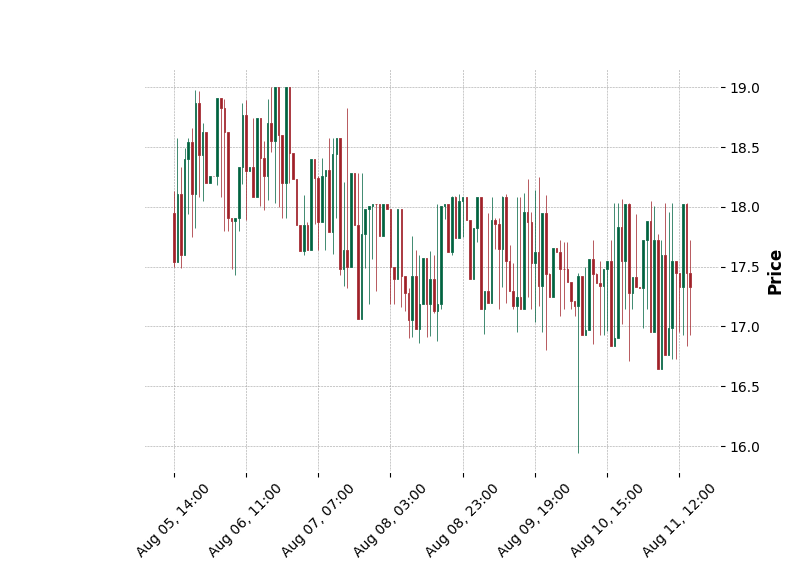 19.0
18.5
18.0
17.5
17.0
16.5
16.0
Price
Aug 05, 14:00
Aug 06, 11:00
Aug 07, 07:00
Aug 08, 03:00
Aug 08, 23:00
Aug 09, 19:00
Aug 10, 15:00
Aug 11, 12:00